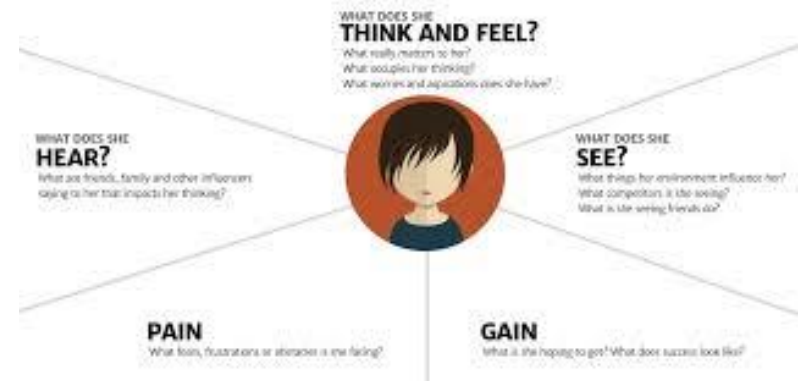 WHAT DOES SHE
THINK AND FEEL?
What really matters to her?
What occupies her thinking?
What worries and aspirations does she have?
WHAT DOES SHE
HEAR?
What are friends, family and other influencers
saying to her that impacts her thinking?
WHAT DOES SHE
SEE?
What things her environment influence her?
What competitors is she seeing?
What is she seeing friends do?
PAIN
What fears, frustrations or obstacles is she facing?
GAIN
What is she hoping to get? What does success look like?